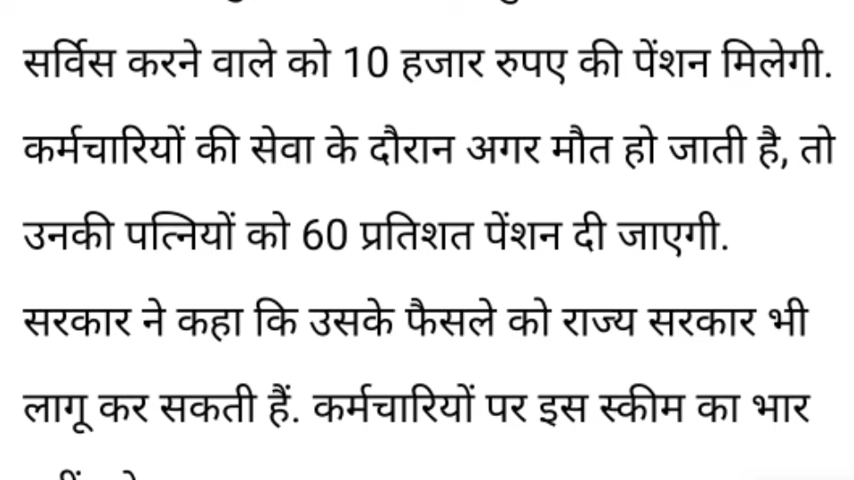 सर्विस करने वाले को 10 हजार रुपए की पेंशन मिलेगी.
कर्मचारियों की सेवा के दौरान अगर मौत हो जाती है, तो
उनकी पत्नियों को 60 प्रतिशत पेंशन दी जाएगी.
सरकार ने कहा कि उसके फैसले को राज्य सरकार भी
लागू कर सकती हैं. कर्मचारियों पर इस स्कीम का भार